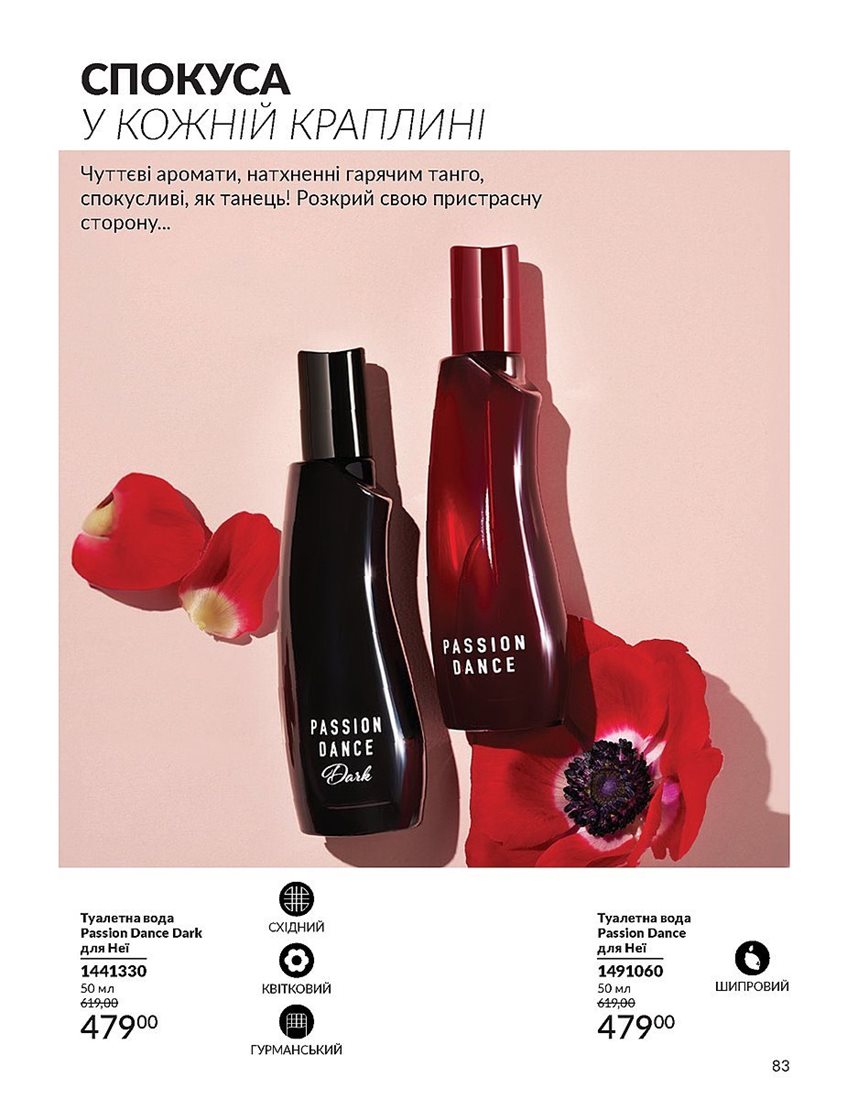 СПОКУСА
У КОЖНІЙ КРАПЛИНІ
Чуттєві аромати, натхненні гарячим танго,
спокусливі, як танець! Розкрий свою пристрасну
сторону...
PASSION
DANCE
PASSION
DANCE
Dark
Туалетна вода
Passion Dance Dark
для Неї
1441330
50 мл
619,00
479⁰⁰
СХІДНИЙ
КВІТКОВИЙ
ГУРМАНСЬКИЙ
Туалетна вода
Passion Dance
для Неї
1491060
50 мл
619,00
479⁰⁰
ШИПРОВИЙ
83